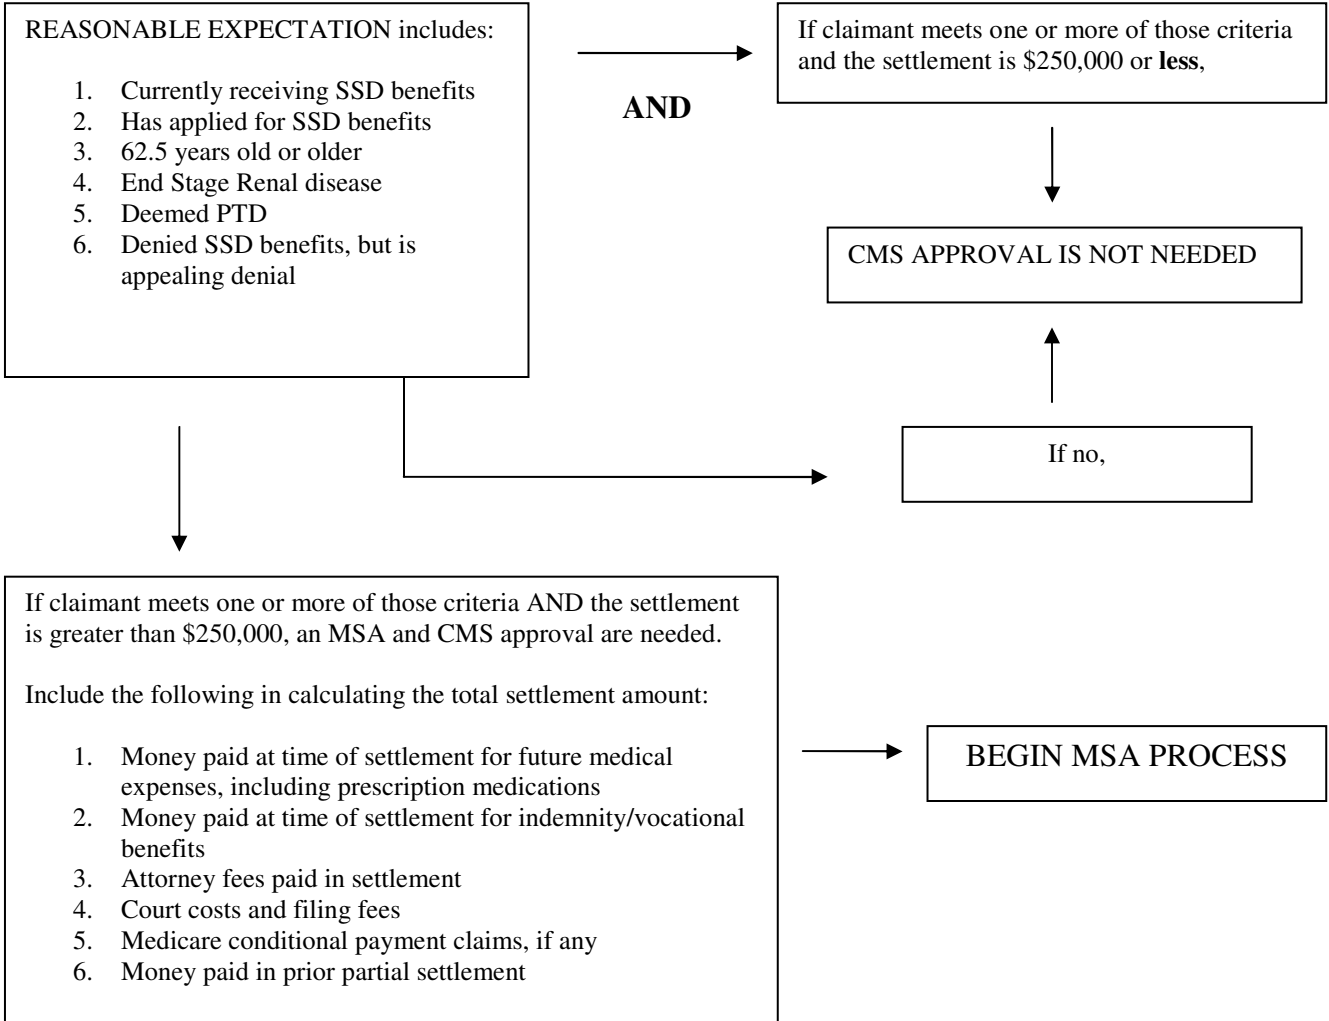 REASONABLE EXPECTATION includes:
1. Currently receiving SSD benefits
2. Has applied for SSD benefits
3. 62.5 years old or older
4. End Stage Renal disease
5. Deemed PTD
6. Denied SSD benefits, but is
appealing denial
AND
If claimant meets one or more of those criteria
and the settlement is $250,000 or less,
CMS APPROVAL IS NOT NEEDED
If no,
If claimant meets one or more of those criteria AND the settlement
is greater than $250,000, an MSA and CMS approval are needed.
Include the following in calculating the total settlement amount:
1. Money paid at time of settlement for future medical
expenses, including prescription medications
2. Money paid at time of settlement for indemnity/vocational
benefits
3. Attorney fees paid in settlement
4. Court costs and filing fees
5. Medicare conditional payment claims, if any
6. Money paid in prior partial settlement
BEGIN MSA PROCESS